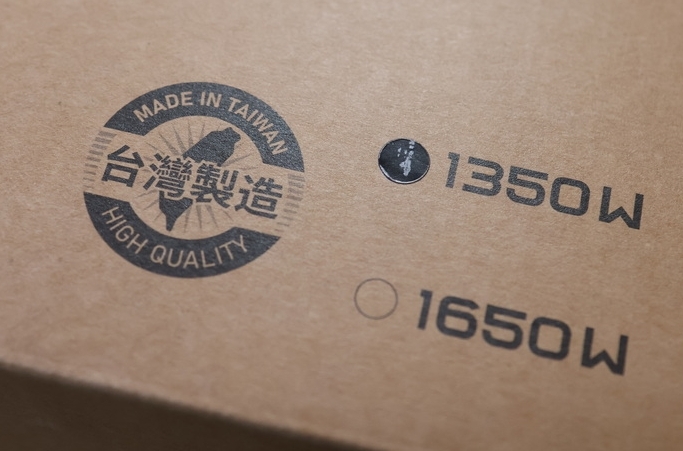 MADE IN TAIWAN
台灣製造
HIGH QUALITY
1350W
1650W